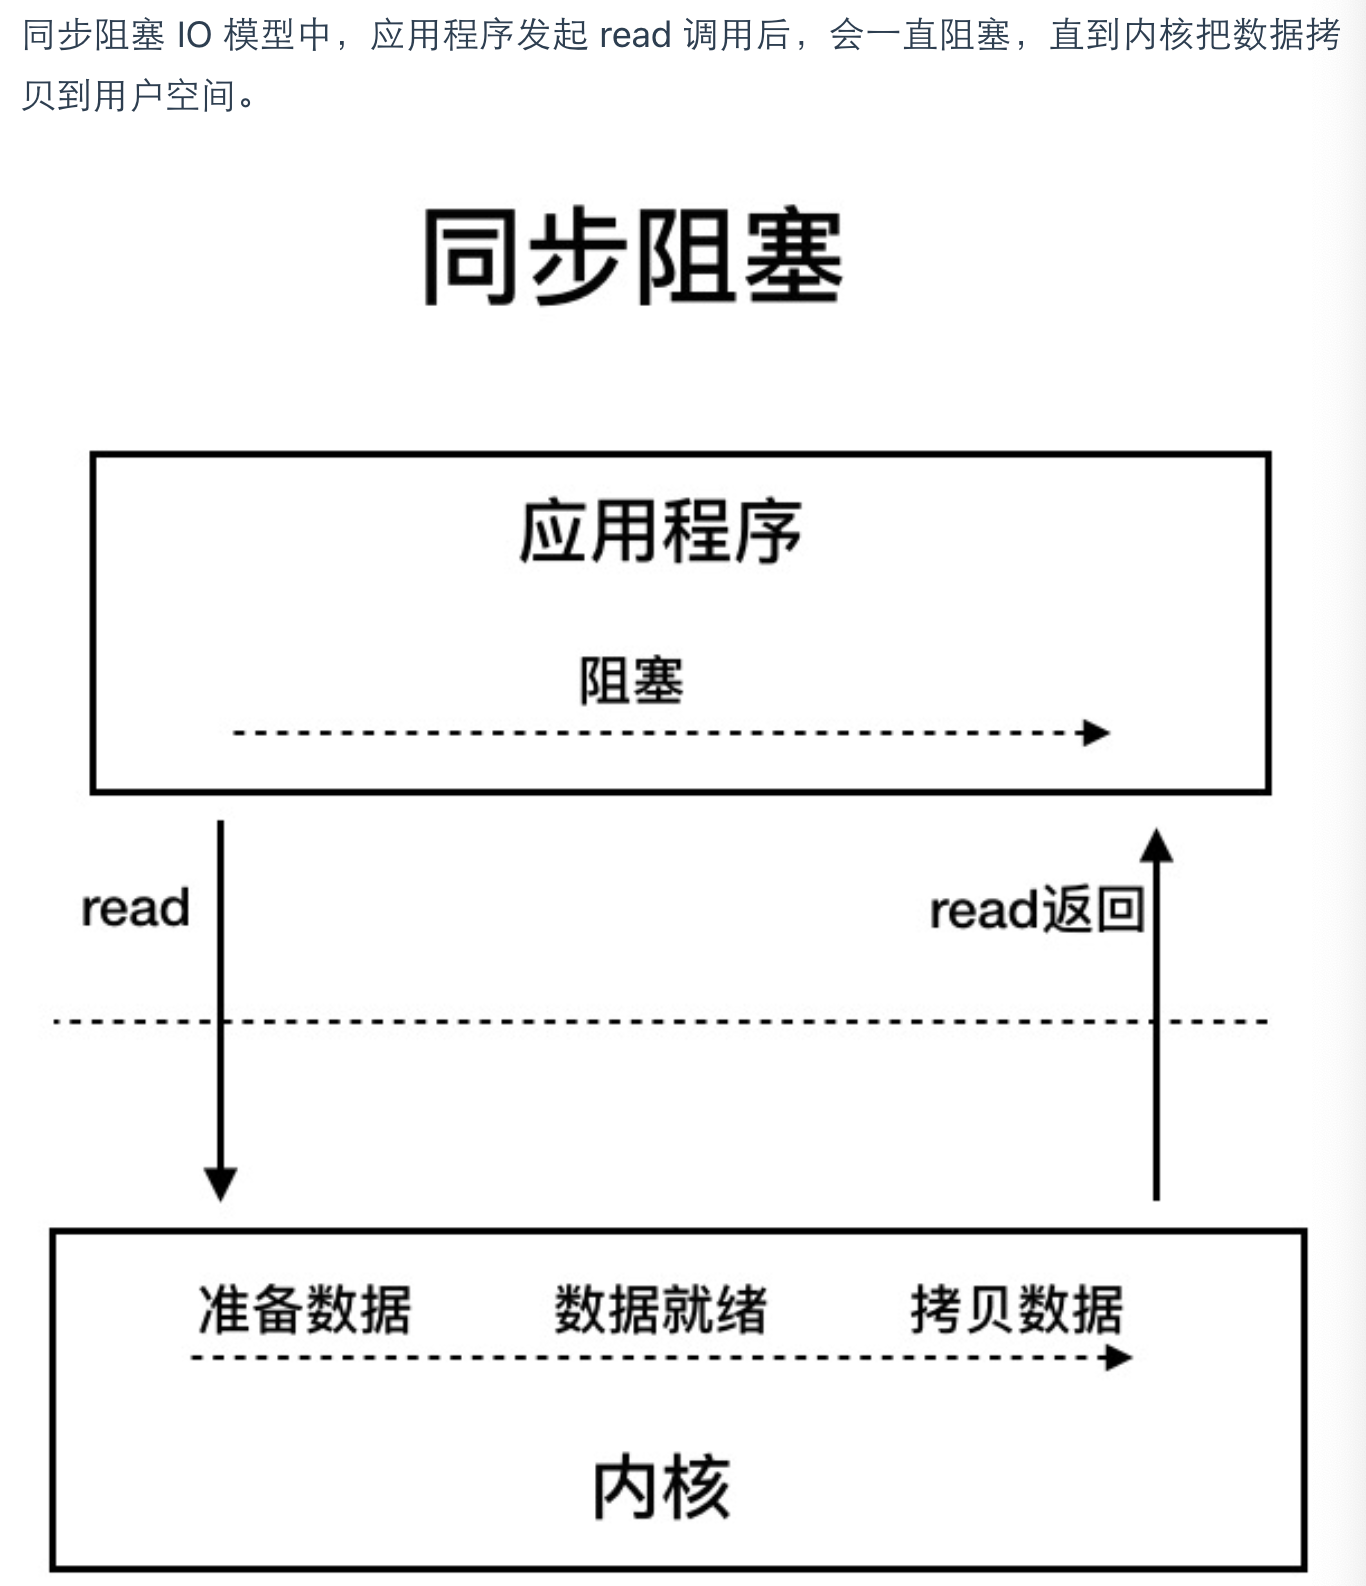 同步阻塞 IO 模型中，应用程序发起 read 调用后，会一直阻塞，直到内核把数据拷
贝到用户空间。
同步阻塞
应用程序
阻塞
read
read返回
准备数据 数据就绪 拷贝数据
内核